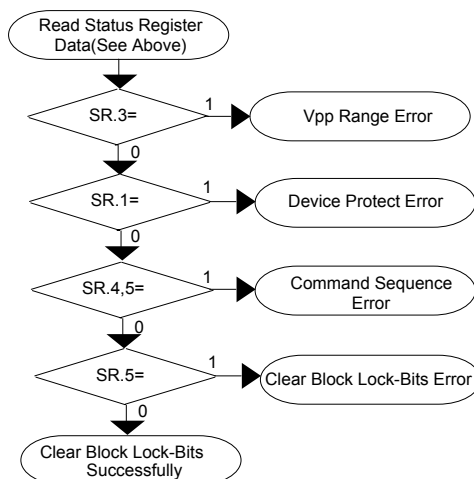 Read Status Register
Data(See Above)
SR.3=
1
Vpp Range Error
0
SR.1=
1
Device Protect Error
0
SR.4,5=
1
Command Sequence
Error
0
SR.5=
1
Clear Block Lock-Bits Error
0
Clear Block Lock-Bits
Successfully